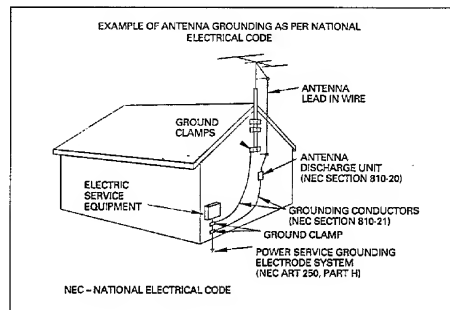 EXAMPLE OF ANTENNA GROUNDING AS PER NATIONAL
ELECTRICAL CODE
ANTENNA
LEAD IN WIRE
GROUND
CLAMPS
ANTENNA
DISCHARGE UNIT
(NEC SECTION 810-20)
ELECTRIC
SERVICE
EQUIPMENT
GROUNDING CONDUCTORS
(NEC SECTION 810-21)
GROUND CLAMP
POWER SERVICE GROUNDING
ELECTRODE SYSTEM
(NEC ART 250, PART H)
NEC – NATIONAL ELECTRICAL CODE